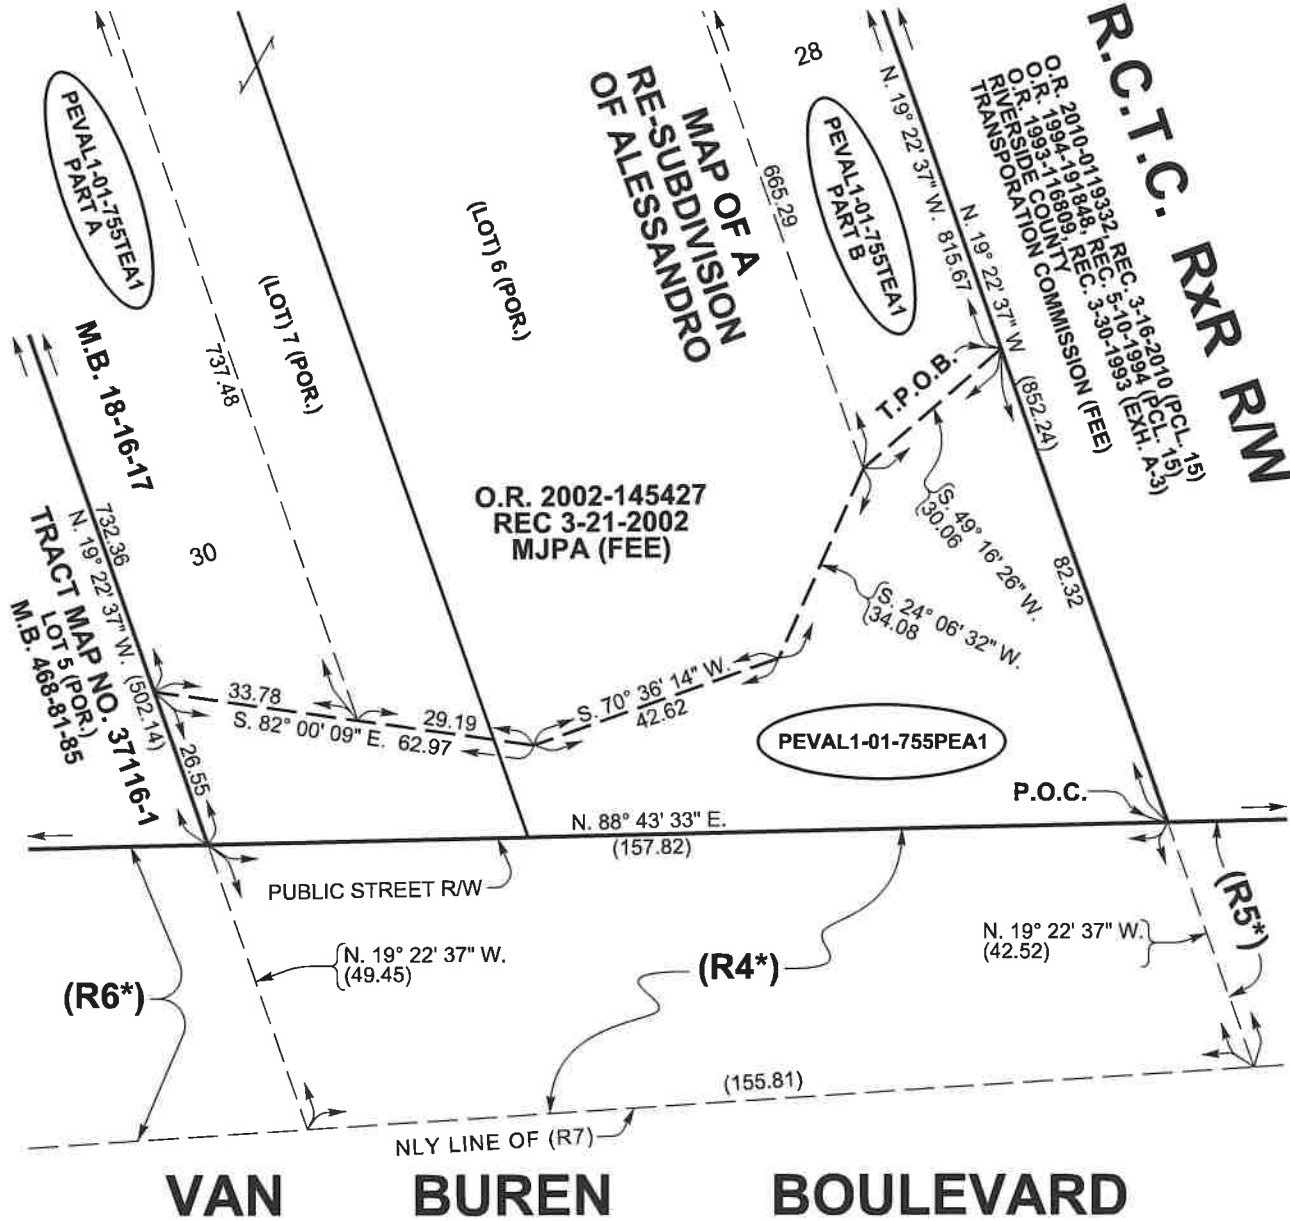 PEVAL1-01-755TEA1
PART A
(LOT) 7 (POR.)
737.48
M.B. 18-16-17
732.36
N. 19° 22' 37" W. (502.14)
TRACT MAP NO. 37116-1
LOT 5 (POR.)
M.B. 468-81-85
30
26.55
(LOT) 6 (POR.)
MAP OF A
RE-SUBDIVISION
OF ALESSANDRO
665.29
28
PEVAL1-01-755TEA1
PART B
N. 19° 22' 37" W. 815.67
N. 19° 22' 37" W (852.24)
82.32
O.R. 2010-0119332, REC. 3-16-2010 (PCL. 15)
O.R. 1994-191848, REC. 5-10-1994 (PCL. 15)
O.R. 1993-116809, REC. 3-30-1993 (EXH. A-3)
RIVERSIDE COUNTY
TRANSPORATION COMMISSION (FEE)
R.C.T.C. RxR R/W
T.P.O.B.
S. 49° 16' 26" W.
30.06
S. 24° 06' 32" W.
34.08
O.R. 2002-145427
REC 3-21-2002
MJPA (FEE)
33.78
29.19
S. 82° 00' 09" E. 62.97
S. 70° 36' 14" W.
42.62
PEVAL1-01-755PEA1
P.O.C.
N. 88° 43' 33" E.
(157.82)
PUBLIC STREET R/W
(R5*)
N. 19° 22' 37" W.
(49.45)
N. 19° 22' 37" W.
(42.52)
(R6*)
(R4*)
(155.81)
NLY LINE OF (R7)
VAN BUREN BOULEVARD